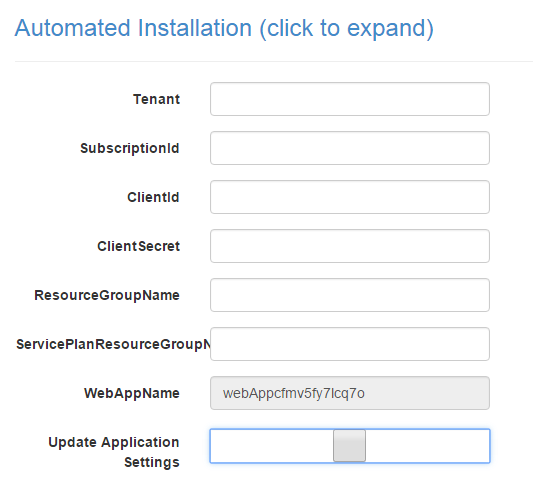 Automated Installation (click to expand)
Tenant
SubscriptionId
ClientId
ClientSecret
ResourceGroupName
ServicePlanResourceGroupN
WebAppName webAppcfmv5fy7lcq7o
Update Application
Settings